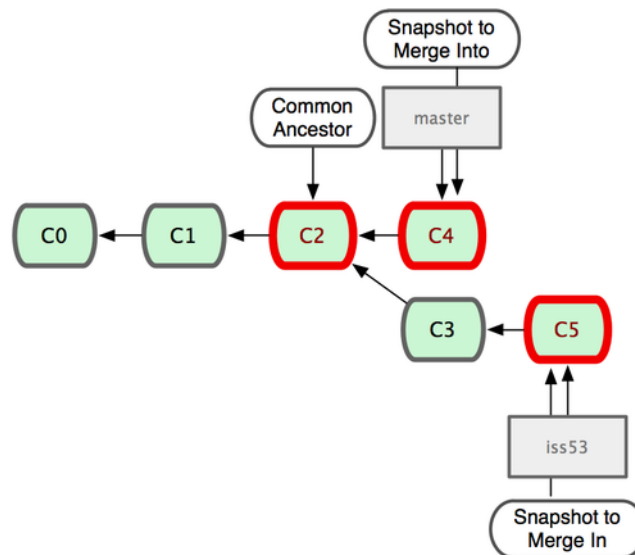 Snapshot to
Merge Into
Common
Ancestor
master
C0
C1
C2
C4
C3
C5
iss53
Snapshot to
Merge In